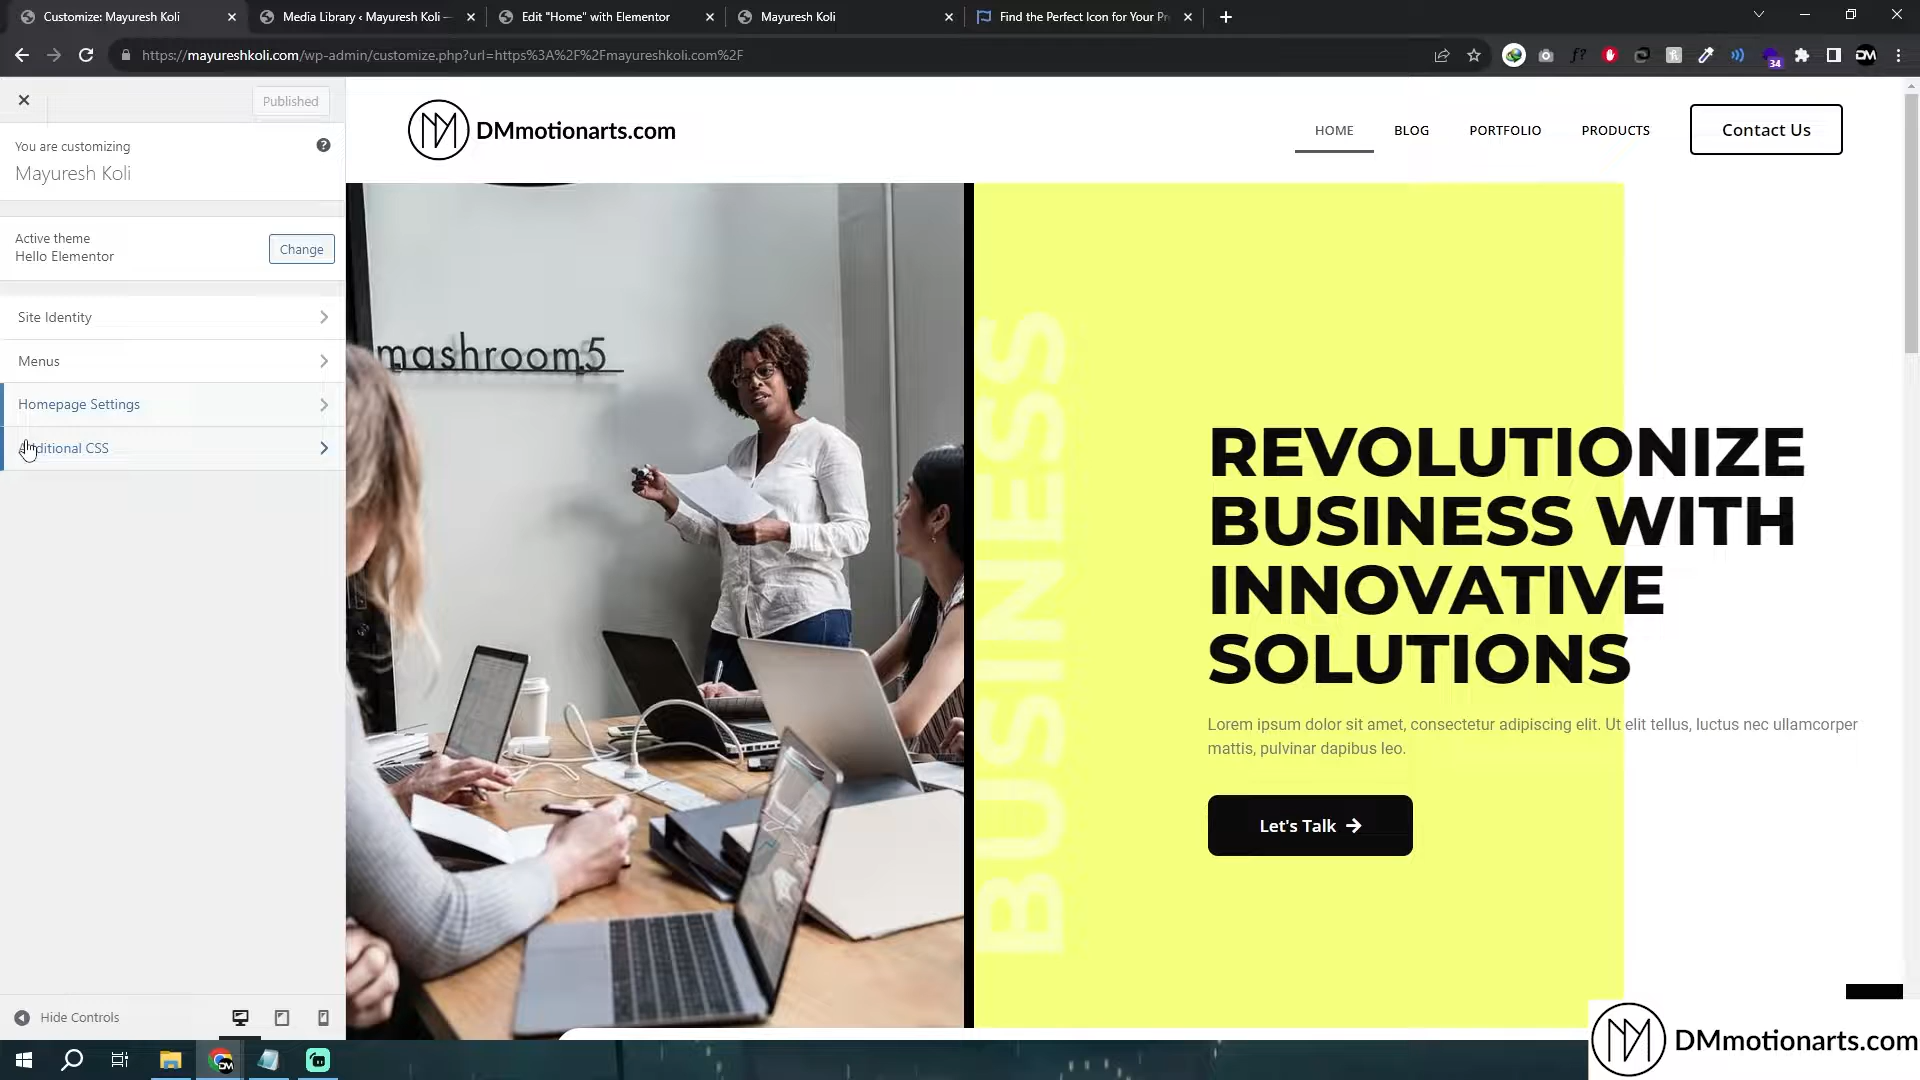 Customize: Mayuresh Koli
Media Library ‹ Mayuresh Koli —
Edit "Home" with Elementor
Mayuresh Koli
Find the Perfect Icon for Your Pr
https://mayureshkoli.com/wp-admin/customize.php?url=https%3A%2F%2Fmayureshkoli.com%2F
34
DM
Published
You are customizing
Mayuresh Koli
Active theme
Hello Elementor
Change
Site Identity
Menus
Homepage Settings
Additional CSS
Hide Controls
DMmotionarts.com
HOME
BLOG
PORTFOLIO
PRODUCTS
Contact Us
mashroom5
BUSINESS
REVOLUTIONIZE
BUSINESS WITH
INNOVATIVE
SOLUTIONS
Lorem ipsum dolor sit amet, consectetur adipiscing elit. Ut elit tellus, luctus nec ullamcorper
mattis, pulvinar dapibus leo.
Let's Talk
DMmotionarts.com